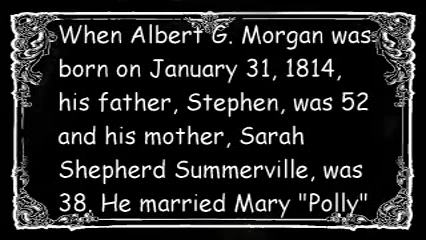 When Albert G. Morgan was
born on January 31, 1814,
his father, Stephen, was 52
and his mother, Sarah
Shepherd Summerville, was
38. He married Mary "Polly"